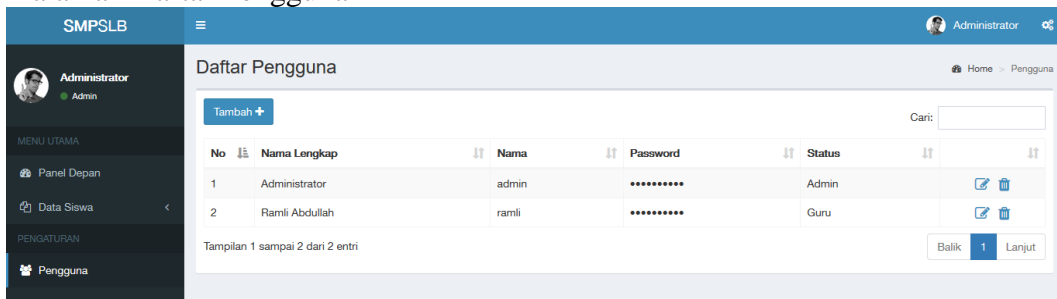 SMPSLB
Administrator
Administrator
Admin
Daftar Pengguna
Home > Pengguna
Tambah +
Cari:
MENU UTAMA
Panel Depan
Data Siswa
PENGATURAN
Pengguna
No Nama Lengkap Nama Password Status
1 Administrator admin •••••••••• Admin
2 Ramli Abdullah ramli •••••••••• Guru
Tampilan 1 sampai 2 dari 2 entri
Balik 1 Lanjut